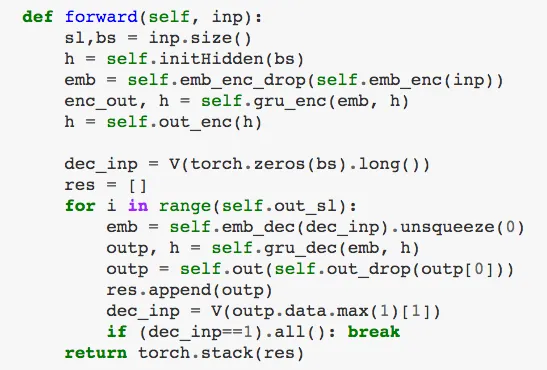 def forward(self, inp):
    sl,bs = inp.size()
    h = self.initHidden(bs)
    emb = self.emb_enc_drop(self.emb_enc(inp))
    enc_out, h = self.gru_enc(emb, h)
    h = self.out_enc(h)

    dec_inp = V(torch.zeros(bs).long())
    res = []
    for i in range(self.out_sl):
        emb = self.emb_dec(dec_inp).unsqueeze(0)
        outp, h = self.gru_dec(emb, h)
        outp = self.out(self.out_drop(outp[0]))
        res.append(outp)
        dec_inp = V(outp.data.max(1)[1])
        if (dec_inp==1).all(): break
    return torch.stack(res)